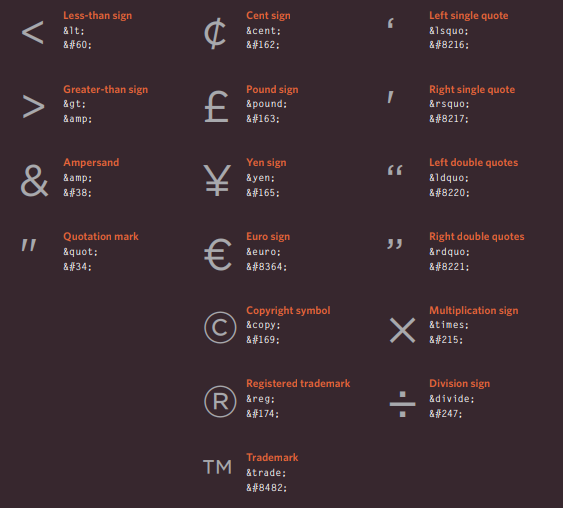 <
Less-than sign
&lt;
&#60;
>
Greater-than sign
&gt;
&amp;
&
Ampersand
&amp;
&#38;
"
Quotation mark
&quot;
&#34;
¢
Cent sign
&cent;
&#162;
£
Pound sign
&pound;
&#163;
¥
Yen sign
&yen;
&#165;
€
Euro sign
&euro;
&#8364;
©
Copyright symbol
&copy;
&#169;
®
Registered trademark
&reg;
&#174;
™
Trademark
&trade;
&#8482;
‘
Left single quote
&lsquo;
&#8216;
'
Right single quote
&rsquo;
&#8217;
“
Left double quotes
&ldquo;
&#8220;
”
Right double quotes
&rdquo;
&#8221;
×
Multiplication sign
&times;
&#215;
÷
Division sign
&divide;
&#247;